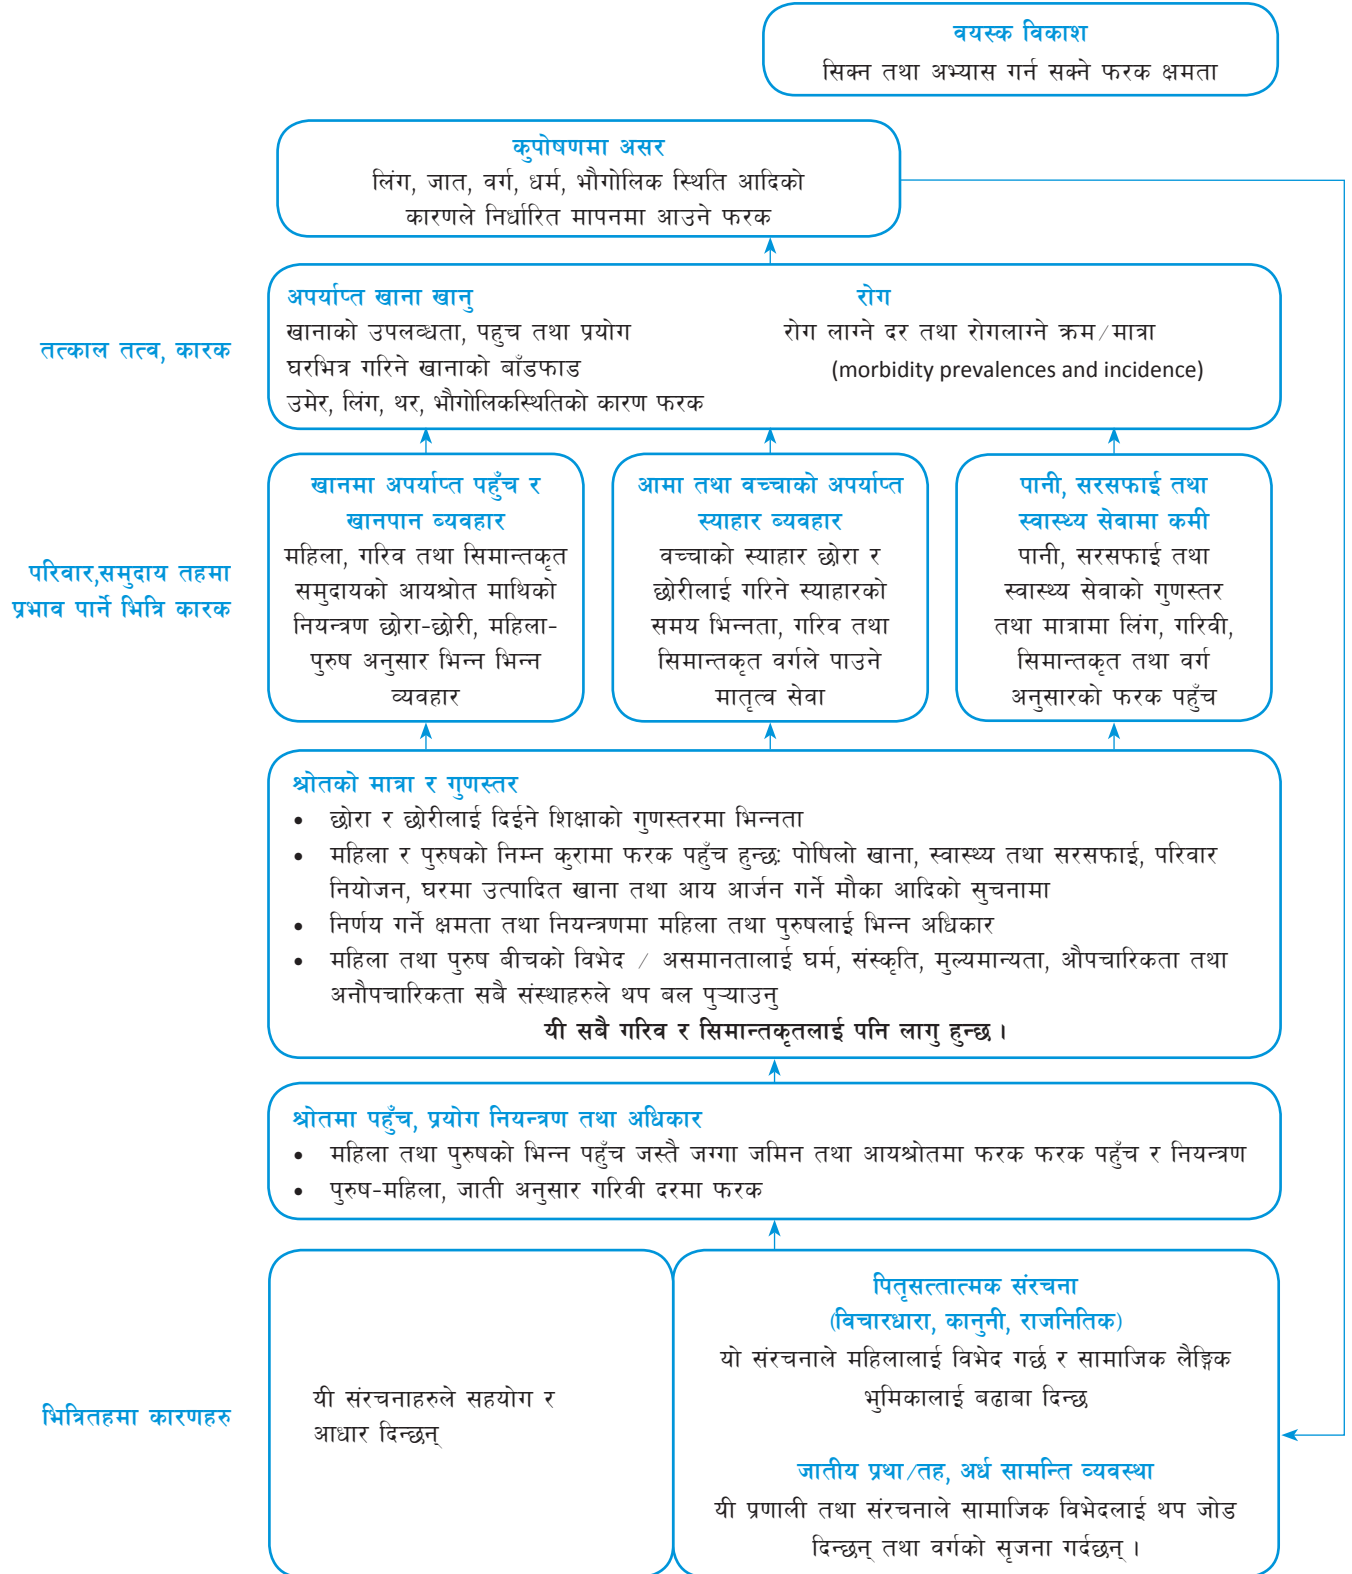 वयस्क विकाश
सिक्न तथा अभ्यास गर्न सक्ने फरक क्षमता
कुपोषणमा असर
लिंग, जात, वर्ग, धर्म, भौगोलिक स्थिति आदिको
कारणले निर्धारित मापनमा आउने फरक
तत्काल तत्व, कारक
अपर्याप्त खाना खानु
खानाको उपलब्धता, पहुच तथा प्रयोग
घरभित्र गरिने खानाको बाँडफाड
उमेर, लिंग, थर, भौगोलिकस्थितिको कारण फरक
रोग
रोग लाग्ने दर तथा रोगलाग्ने क्रम/मात्रा
(morbidity prevalences and incidence)
परिवार,समुदाय तहमा
प्रभाव पार्ने भित्रि कारक
खानमा अपर्याप्त पहुँच र
खानपान ब्यवहार
महिला, गरिव तथा सिमान्तकृत
समुदायको आयश्रोत माथिको
नियन्त्रण छोरा-छोरी, महिला-
पुरुष अनुसार भिन्न भिन्न
व्यवहार
आमा तथा वच्चाको अपर्याप्त
स्याहार ब्यवहार
वच्चाको स्याहार छोरा र
छोरीलाई गरिने स्याहारको
समय भिन्नता, गरिव तथा
सिमान्तकृत वर्गले पाउने
मातृत्व सेवा
पानी, सरसफाई तथा
स्वास्थ्य सेवामा कमी
पानी, सरसफाई तथा
स्वास्थ्य सेवाको गुणस्तर
तथा मात्रामा लिंग, गरिवी,
सिमान्तकृत तथा वर्ग
अनुसारको फरक पहुँच
श्रोतको मात्रा र गुणस्तर
• छोरा र छोरीलाई दिईने शिक्षाको गुणस्तरमा भिन्नता
• महिला र पुरुषको निम्न कुरामा फरक पहुँच हुन्छः पोषिलो खाना, स्वास्थ्य तथा सरसफाई, परिवार
नियोजन, घरमा उत्पादित खाना तथा आय आर्जन गर्ने मौका आदिको सुचनामा
• निर्णय गर्ने क्षमता तथा नियन्त्रणमा महिला तथा पुरुषलाई भिन्न अधिकार
• महिला तथा पुरुष बीचको विभेद / असमानतालाई घर्म, संस्कृति, मुल्यमान्यता, औपचारिकता तथा
अनौपचारिकता सबै संस्थाहरुले थप बल पुऱ्याउनु
यी सबै गरिव र सिमान्तकृतलाई पनि लागु हुन्छ ।
श्रोतमा पहुँच, प्रयोग नियन्त्रण तथा अधिकार
• महिला तथा पुरुषको भिन्न पहुँच जस्तै जग्गा जमिन तथा आयश्रोतमा फरक फरक पहुँच र नियन्त्रण
• पुरुष-महिला, जाती अनुसार गरिवी दरमा फरक
भित्रितहमा कारणहरु
यी संरचनाहरुले सहयोग र
आधार दिन्छन्
पितृसत्तात्मक संरचना
(विचारधारा, कानुनी, राजनितिक)
यो संरचनाले महिलालाई विभेद गर्छ र सामाजिक लैङ्गिक
भुमिकालाई बढाबा दिन्छ
जातीय प्रथा/तह, अर्ध सामन्ति व्यवस्था
यी प्रणाली तथा संरचनाले सामाजिक विभेदलाई थप जोड
दिन्छन् तथा वर्गको सृजना गर्दछन् ।